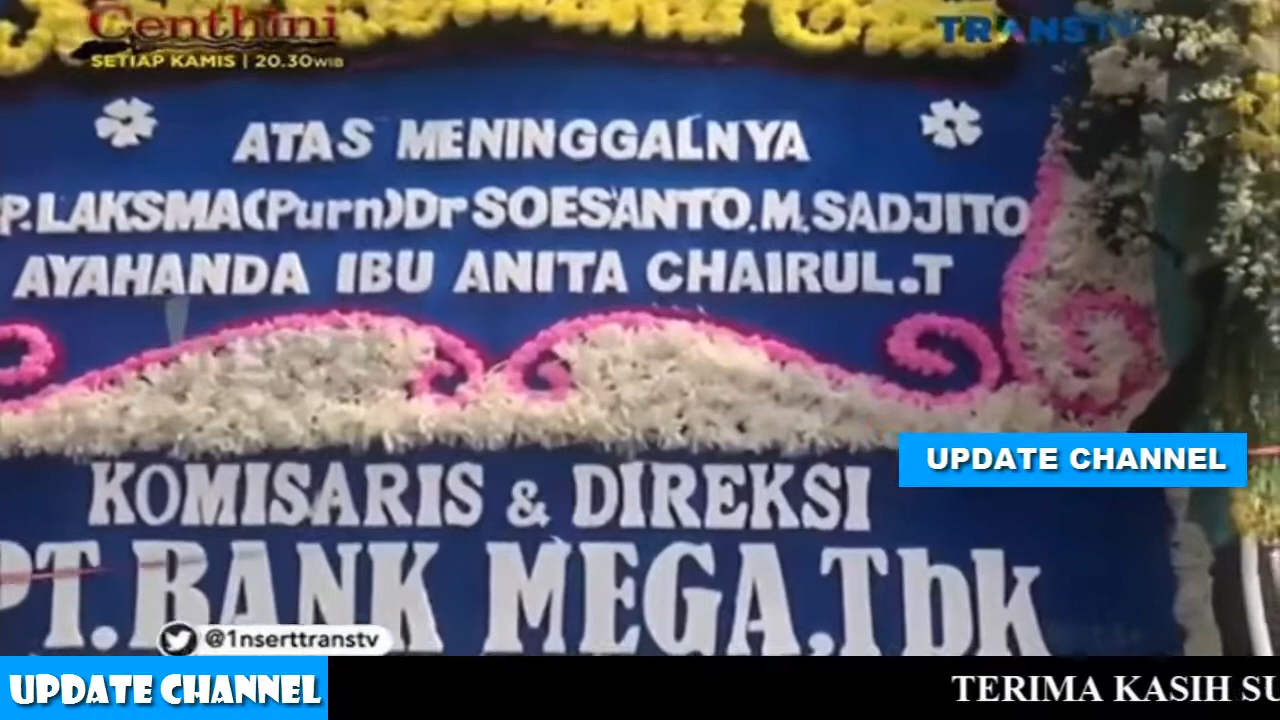 Centhini
SETIAP KAMIS | 20.30WIB
TRANSTV
ATAS MENINGGALNYA
P.LAKSMA(Purn)Dr SOESANTO.M.SADJITO
AYAHANDA IBU ANITA CHAIRUL.T
UPDATE CHANNEL
KOMISARIS & DIREKSI
PT.BANK MEGA,Tbk
@1nserttranstv
UPDATE CHANNEL
TERIMA KASIH SU